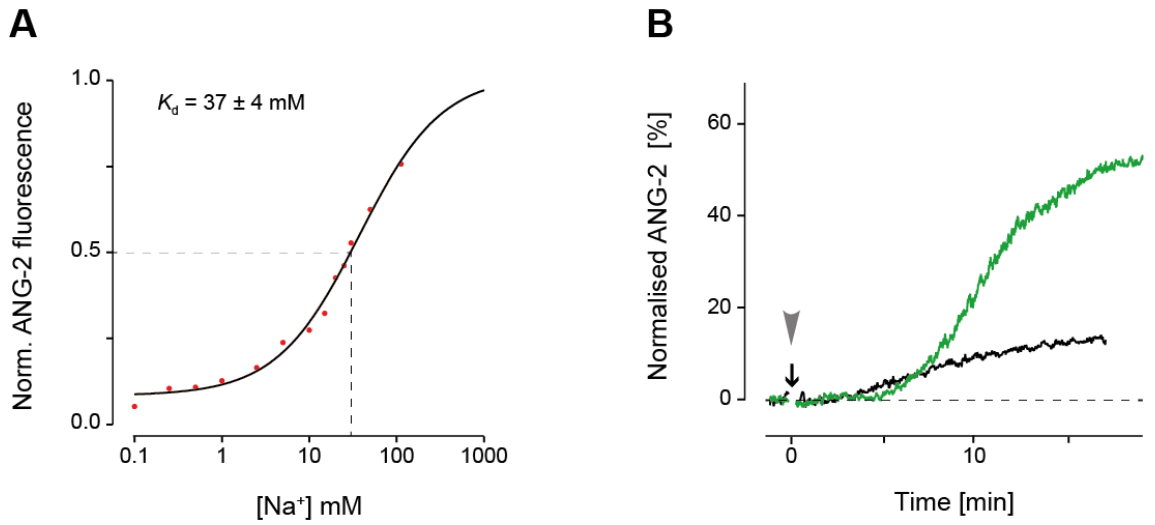 A
B
Norm. ANG-2 fluorescence
1.0
0.5
0.0
K_d = 37 ± 4 mM
0.1 1 10 100 1000
[Na⁺] mM
Normalised ANG-2 [%]
60
40
20
0
0 10
Time [min]